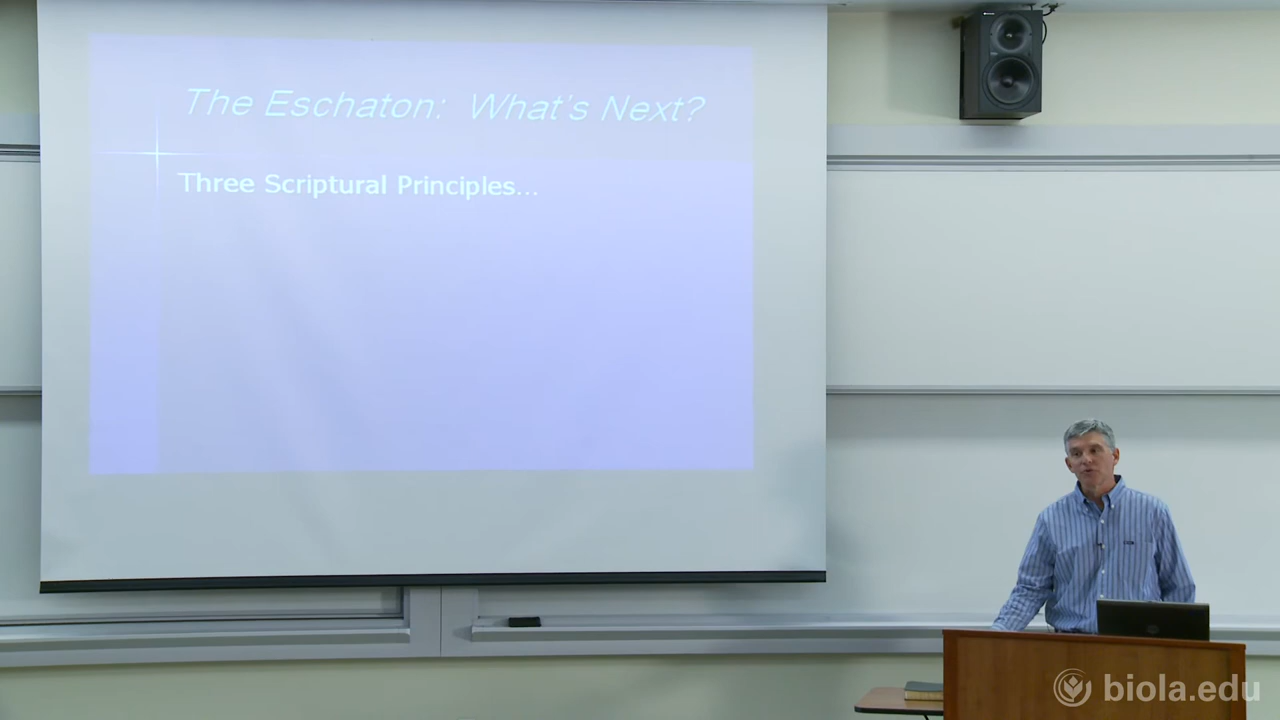 The Eschaton: What's Next?
Three Scriptural Principles...
biola.edu